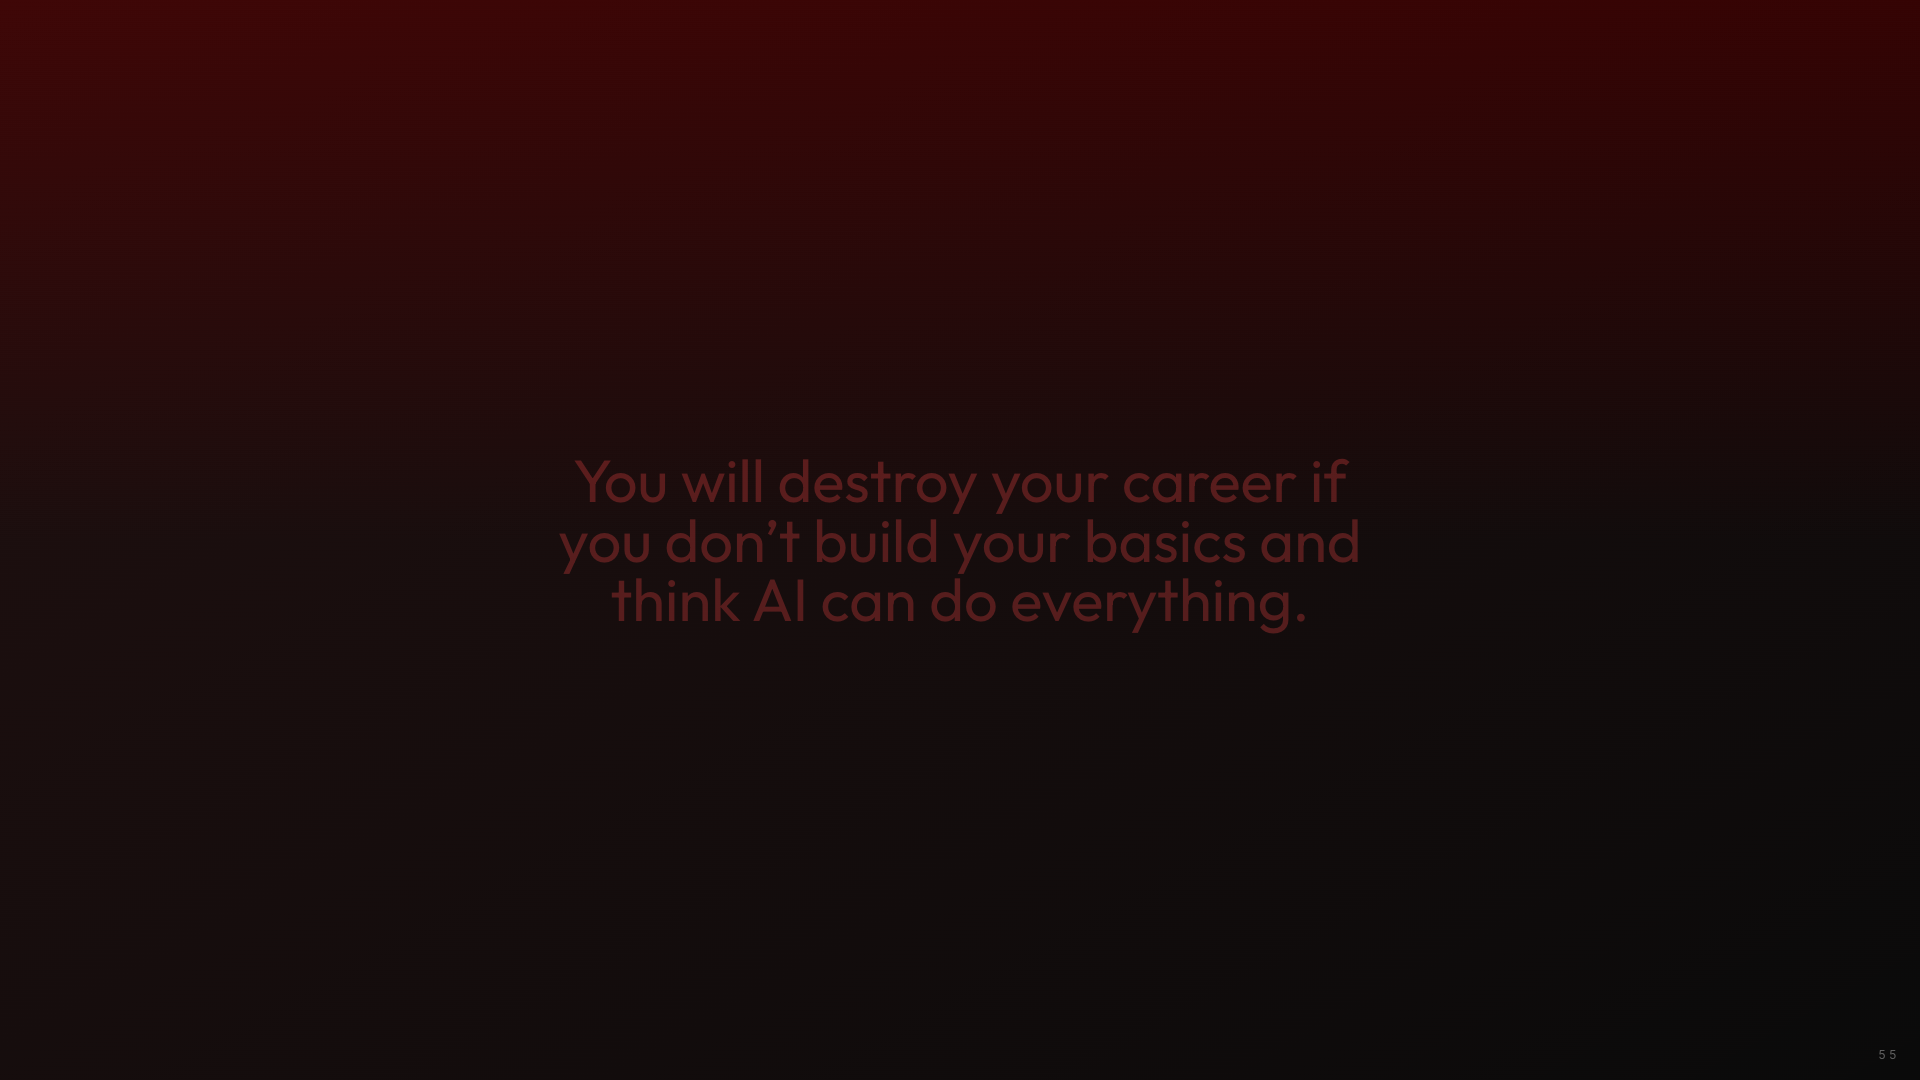 You will destroy your career if
you don’t build your basics and
think AI can do everything.
55